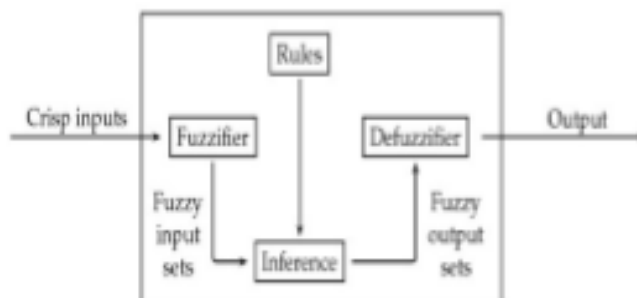 Rules
Crisp inputs
Fuzzifier
Defuzzifier
Output
Fuzzy
input
sets
Inference
Fuzzy
output
sets